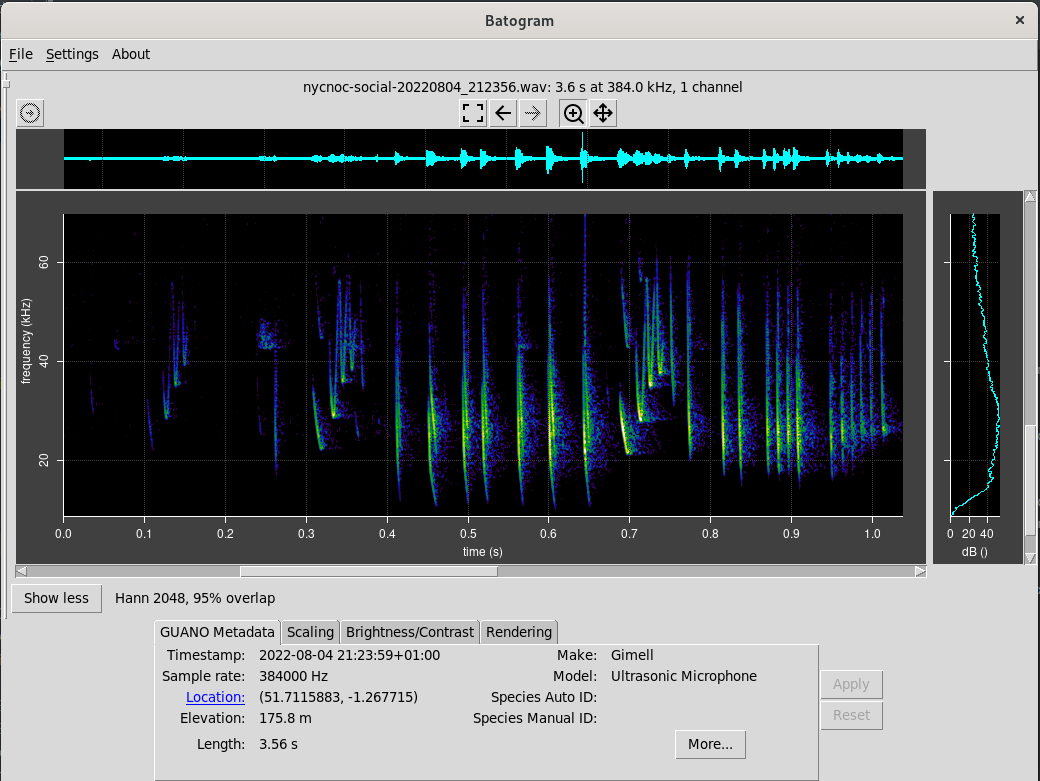 Batogram
×
File Settings About
nycnoc-social-20220804_212356.wav: 3.6 s at 384.0 kHz, 1 channel
frequency (kHz)
60
40
20
0.0 0.1 0.2 0.3 0.4 0.5 0.6 0.7 0.8 0.9 1.0
time (s)
0 20 40
dB ()
Show less Hann 2048, 95% overlap
GUANO Metadata Scaling Brightness/Contrast Rendering
Timestamp: 2022-08-04 21:23:59+01:00 Make: Gimell
Sample rate: 384000 Hz Model: Ultrasonic Microphone
Location: (51.7115883, -1.267715) Species Auto ID:
Elevation: 175.8 m Species Manual ID:
Length: 3.56 s More...
Apply
Reset